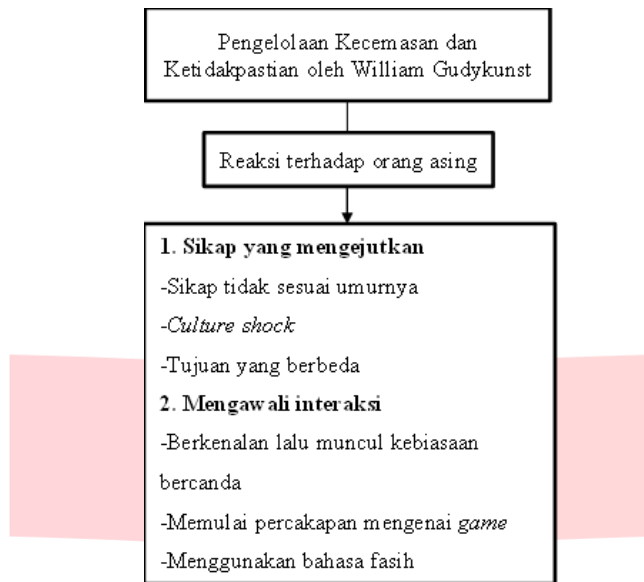 Pengelolaan Kecemasan dan
Ketidakpastian oleh William Gudykunst
Reaksi terhadap orang asing
1. Sikap yang mengejutkan
-Sikap tidak sesuai umurnya
-Culture shock
-Tujuan yang berbeda
2. Mengawali interaksi
-Berkenalan lalu muncul kebiasaan
bercanda
-Memulai percakapan mengenai game
-Menggunakan bahasa fasih